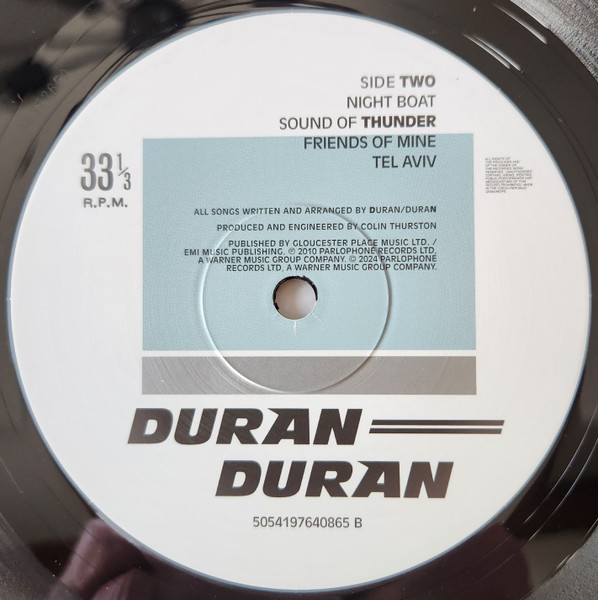 SIDE TWO
NIGHT BOAT
SOUND OF THUNDER
FRIENDS OF MINE
TEL AVIV
33 1/3
R.P.M.
ALL SONGS WRITTEN AND ARRANGED BY DURAN/DURAN
PRODUCED AND ENGINEERED BY COLIN THURSTON
PUBLISHED BY GLOUCESTER PLACE MUSIC LTD. /
EMI MUSIC PUBLISHING. ℗ 2010 PARLOPHONE RECORDS LTD,
A WARNER MUSIC GROUP COMPANY. © 2024 PARLOPHONE
RECORDS LTD, A WARNER MUSIC GROUP COMPANY.
DURAN
DURAN
5054197640865 B